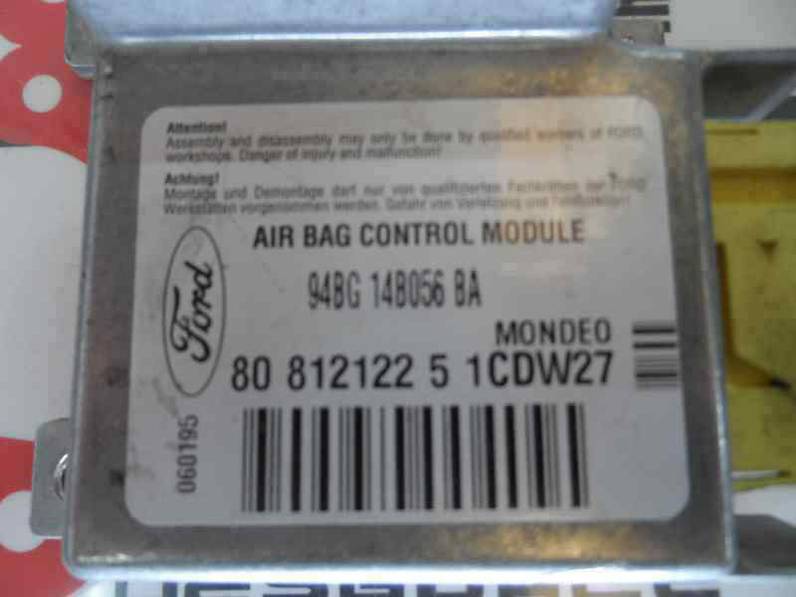 Attention!
Assembly and disassembly may only be done by qualified workers of FORD
workshops. Danger of injury and malfunction!
Achtung!
Montage und Demontage darf nur von qualifizierten Fachkräften der
Werkstätten vorgenommen werden. Gefahr von Verletzung und Fehlfunktion!
AIR BAG CONTROL MODULE
94BG 14B056 BA
Ford
MONDEO
80 812122 5 1CDW27
060195